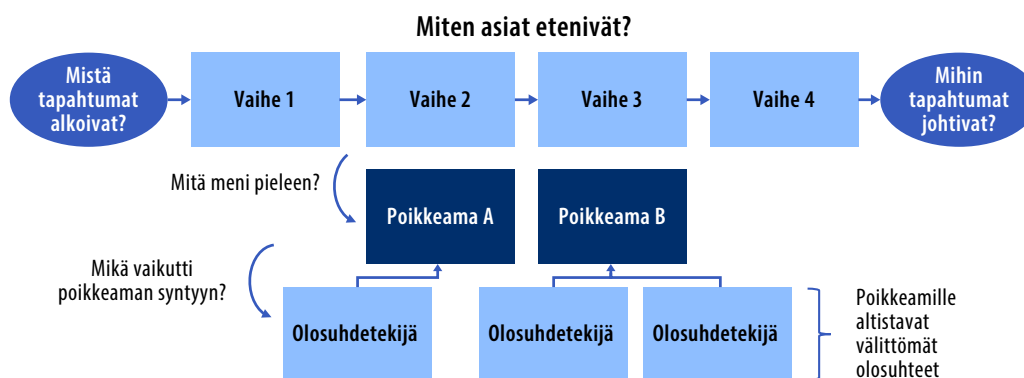 Miten asiat etenivät?
Mistä
tapahtumat
alkoivat?
Vaihe 1
Vaihe 2
Vaihe 3
Vaihe 4
Mihin
tapahtumat
johtivat?
Mitä meni pieleen?
Poikkeama A
Poikkeama B
Mikä vaikutti
poikkeaman syntyyn?
Olosuhdetekijä
Olosuhdetekijä
Olosuhdetekijä
Poikkeamille
altistavat
välittömät
olosuhteet